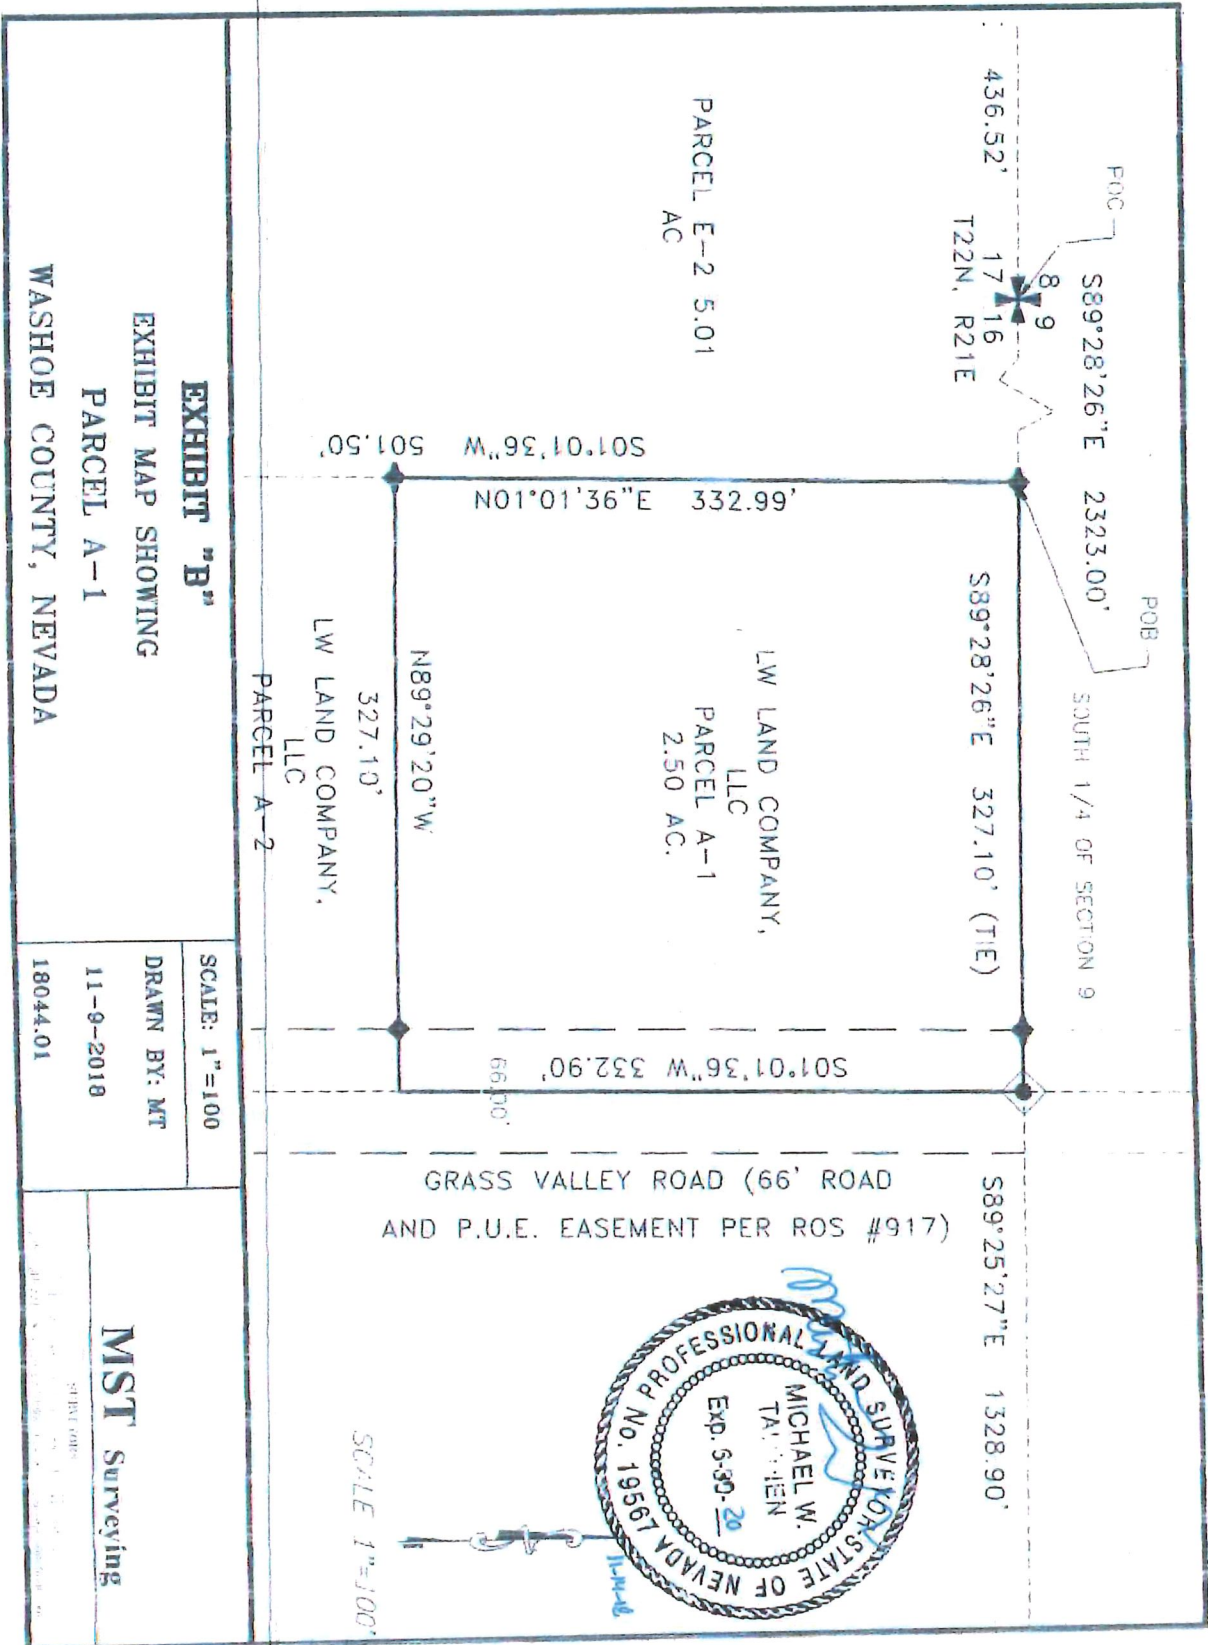 POC
S89°28'26"E 2323.00'
POB
SOUTH 1/4 OF SECTION 9
8 9
17 16
T22N, R21E
436.52'
S89°28'26"E 327.10' (TIE)
S89°25'27"E 1328.90'
PARCEL E-2 5.01
AC
S01°01'36"W 501.50'
N01°01'36"E 332.99'
LW LAND COMPANY,
LLC
PARCEL A-1
2.50 AC.
S01°01'36"W 332.90'
66.00'
GRASS VALLEY ROAD (66' ROAD
AND P.U.E. EASEMENT PER ROS #917)
N89°29'20"W
327.10'
LW LAND COMPANY,
LLC
PARCEL A-2
PROFESSIONAL LAND SURVEYOR STATE OF NEVADA
MICHAEL W.
Exp. 6-30-20
No. 19567
11-14-18
SCALE 1"=100'
EXHIBIT "B"
EXHIBIT MAP SHOWING
PARCEL A-1
WASHOE COUNTY, NEVADA
SCALE: 1"=100
DRAWN BY: MT
11-9-2018
18044.01
MST Surveying